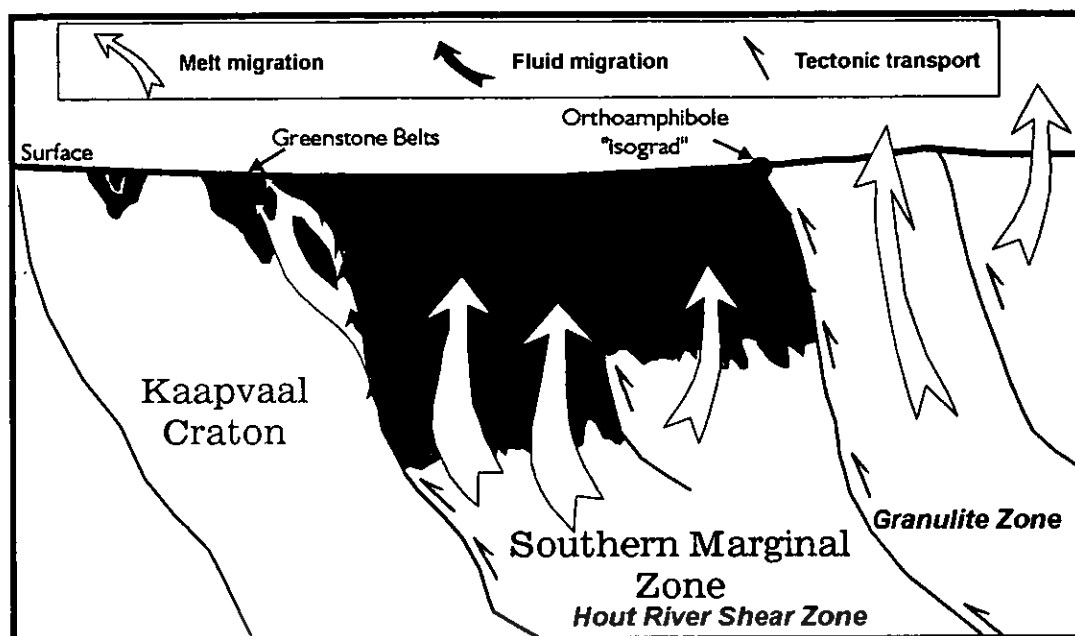 Melt migration
Fluid migration
Tectonic transport
Orthoamphibole
"isograd"
Greenstone Belts
Surface
Kaapvaal
Craton
Granulite Zone
Southern Marginal
Zone
Hout River Shear Zone